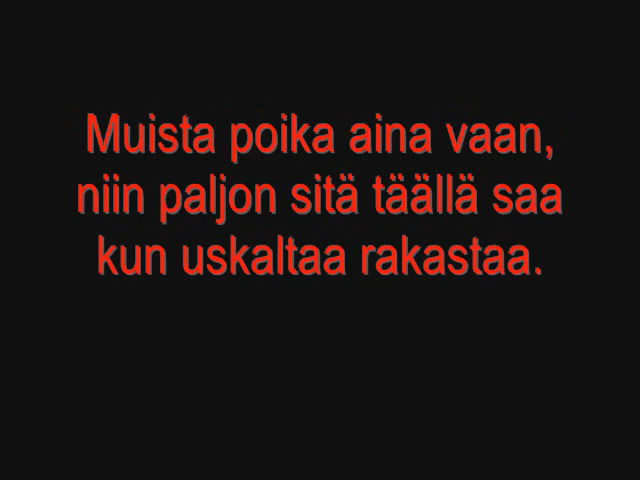 Muista poika aina vaan,
niin paljon sitä täällä saa
kun uskaltaa rakastaa.